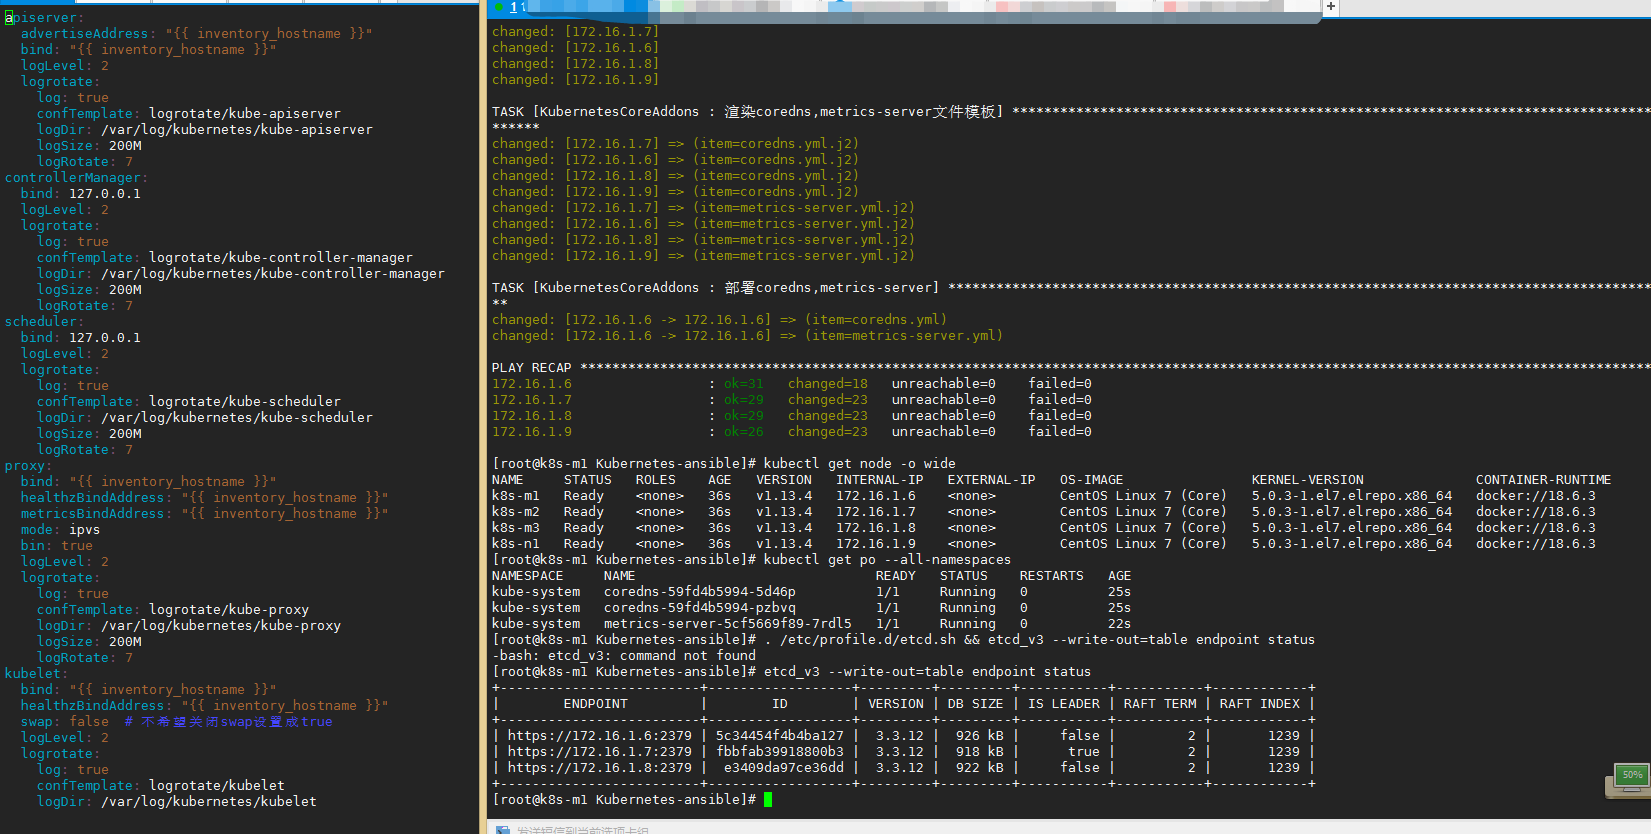 apiserver:
  advertiseAddress: "{{ inventory_hostname }}"
  bind: "{{ inventory_hostname }}"
  logLevel: 2
  logrotate:
    log: true
    confTemplate: logrotate/kube-apiserver
    logDir: /var/log/kubernetes/kube-apiserver
    logSize: 200M
    logRotate: 7
controllerManager:
  bind: 127.0.0.1
  logLevel: 2
  logrotate:
    log: true
    confTemplate: logrotate/kube-controller-manager
    logDir: /var/log/kubernetes/kube-controller-manager
    logSize: 200M
    logRotate: 7
scheduler:
  bind: 127.0.0.1
  logLevel: 2
  logrotate:
    log: true
    confTemplate: logrotate/kube-scheduler
    logDir: /var/log/kubernetes/kube-scheduler
    logSize: 200M
    logRotate: 7
proxy:
  bind: "{{ inventory_hostname }}"
  healthzBindAddress: "{{ inventory_hostname }}"
  metricsBindAddress: "{{ inventory_hostname }}"
  mode: ipvs
  bin: true
  logLevel: 2
  logrotate:
    log: true
    confTemplate: logrotate/kube-proxy
    logDir: /var/log/kubernetes/kube-proxy
    logSize: 200M
    logRotate: 7
kubelet:
  bind: "{{ inventory_hostname }}"
  healthzBindAddress: "{{ inventory_hostname }}"
  swap: false  # 不希望关闭swap设置成true
  logLevel: 2
  logrotate:
    log: true
    confTemplate: logrotate/kubelet
    logDir: /var/log/kubernetes/kubelet
changed: [172.16.1.7]
changed: [172.16.1.6]
changed: [172.16.1.8]
changed: [172.16.1.9]
TASK [KubernetesCoreAddons : 渲染coredns,metrics-server文件模板] ********************************************************************************
******
changed: [172.16.1.7] => (item=coredns.yml.j2)
changed: [172.16.1.6] => (item=coredns.yml.j2)
changed: [172.16.1.8] => (item=coredns.yml.j2)
changed: [172.16.1.9] => (item=coredns.yml.j2)
changed: [172.16.1.7] => (item=metrics-server.yml.j2)
changed: [172.16.1.6] => (item=metrics-server.yml.j2)
changed: [172.16.1.8] => (item=metrics-server.yml.j2)
changed: [172.16.1.9] => (item=metrics-server.yml.j2)
TASK [KubernetesCoreAddons : 部署coredns,metrics-server] ****************************************************************************************
**
changed: [172.16.1.6 -> 172.16.1.6] => (item=coredns.yml)
changed: [172.16.1.6 -> 172.16.1.6] => (item=metrics-server.yml)
PLAY RECAP **************************************************************************************************************************************
172.16.1.6                 : ok=31   changed=18   unreachable=0    failed=0
172.16.1.7                 : ok=29   changed=23   unreachable=0    failed=0
172.16.1.8                 : ok=29   changed=23   unreachable=0    failed=0
172.16.1.9                 : ok=26   changed=23   unreachable=0    failed=0
[root@k8s-m1 Kubernetes-ansible]# kubectl get node -o wide
NAME     STATUS   ROLES    AGE   VERSION   INTERNAL-IP   EXTERNAL-IP   OS-IMAGE                KERNEL-VERSION              CONTAINER-RUNTIME
k8s-m1   Ready    <none>   36s   v1.13.4   172.16.1.6    <none>        CentOS Linux 7 (Core)   5.0.3-1.el7.elrepo.x86_64   docker://18.6.3
k8s-m2   Ready    <none>   36s   v1.13.4   172.16.1.7    <none>        CentOS Linux 7 (Core)   5.0.3-1.el7.elrepo.x86_64   docker://18.6.3
k8s-m3   Ready    <none>   36s   v1.13.4   172.16.1.8    <none>        CentOS Linux 7 (Core)   5.0.3-1.el7.elrepo.x86_64   docker://18.6.3
k8s-n1   Ready    <none>   36s   v1.13.4   172.16.1.9    <none>        CentOS Linux 7 (Core)   5.0.3-1.el7.elrepo.x86_64   docker://18.6.3
[root@k8s-m1 Kubernetes-ansible]# kubectl get po --all-namespaces
NAMESPACE     NAME                              READY   STATUS    RESTARTS   AGE
kube-system   coredns-59fd4b5994-5d46p          1/1     Running   0          25s
kube-system   coredns-59fd4b5994-pzbvq          1/1     Running   0          25s
kube-system   metrics-server-5cf5669f89-7rdl5   1/1     Running   0          22s
[root@k8s-m1 Kubernetes-ansible]# . /etc/profile.d/etcd.sh && etcd_v3 --write-out=table endpoint status
-bash: etcd_v3: command not found
[root@k8s-m1 Kubernetes-ansible]# etcd_v3 --write-out=table endpoint status
+-------------------------+------------------+---------+---------+-----------+-----------+------------+
|        ENDPOINT         |        ID        | VERSION | DB SIZE | IS LEADER | RAFT TERM | RAFT INDEX |
+-------------------------+------------------+---------+---------+-----------+-----------+------------+
| https://172.16.1.6:2379 | 5c34454f4b4ba127 |  3.3.12 |  926 kB |     false |         2 |       1239 |
| https://172.16.1.7:2379 | fbbfab39918800b3 |  3.3.12 |  918 kB |      true |         2 |       1239 |
| https://172.16.1.8:2379 |  e3409da97ce36dd |  3.3.12 |  922 kB |     false |         2 |       1239 |
+-------------------------+------------------+---------+---------+-----------+-----------+------------+
[root@k8s-m1 Kubernetes-ansible]#
50%